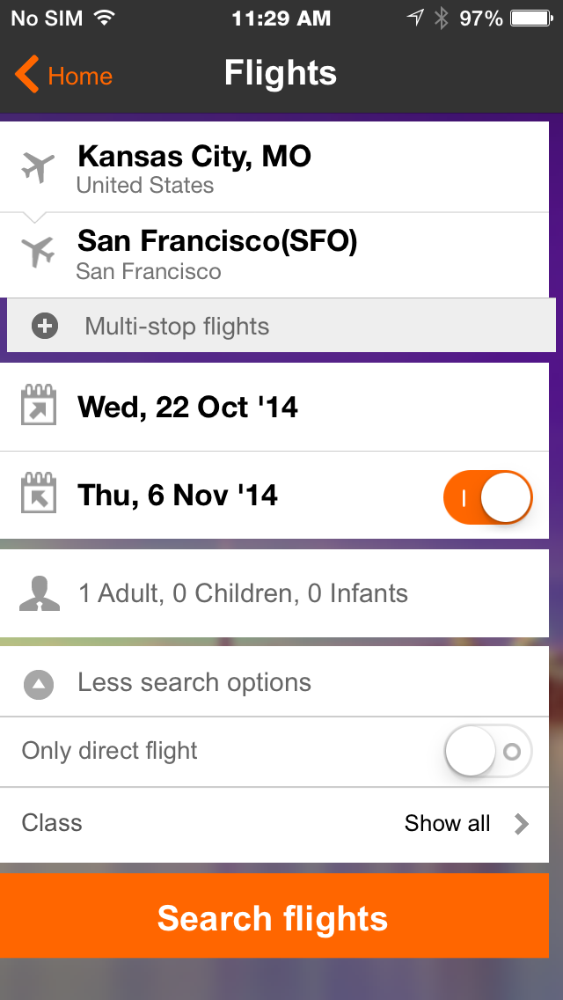 No SIM 11:29 AM 97%
Home Flights
Kansas City, MO
United States
San Francisco(SFO)
San Francisco
Multi-stop flights
Wed, 22 Oct '14
Thu, 6 Nov '14
1 Adult, 0 Children, 0 Infants
Less search options
Only direct flight
Class Show all
Search flights